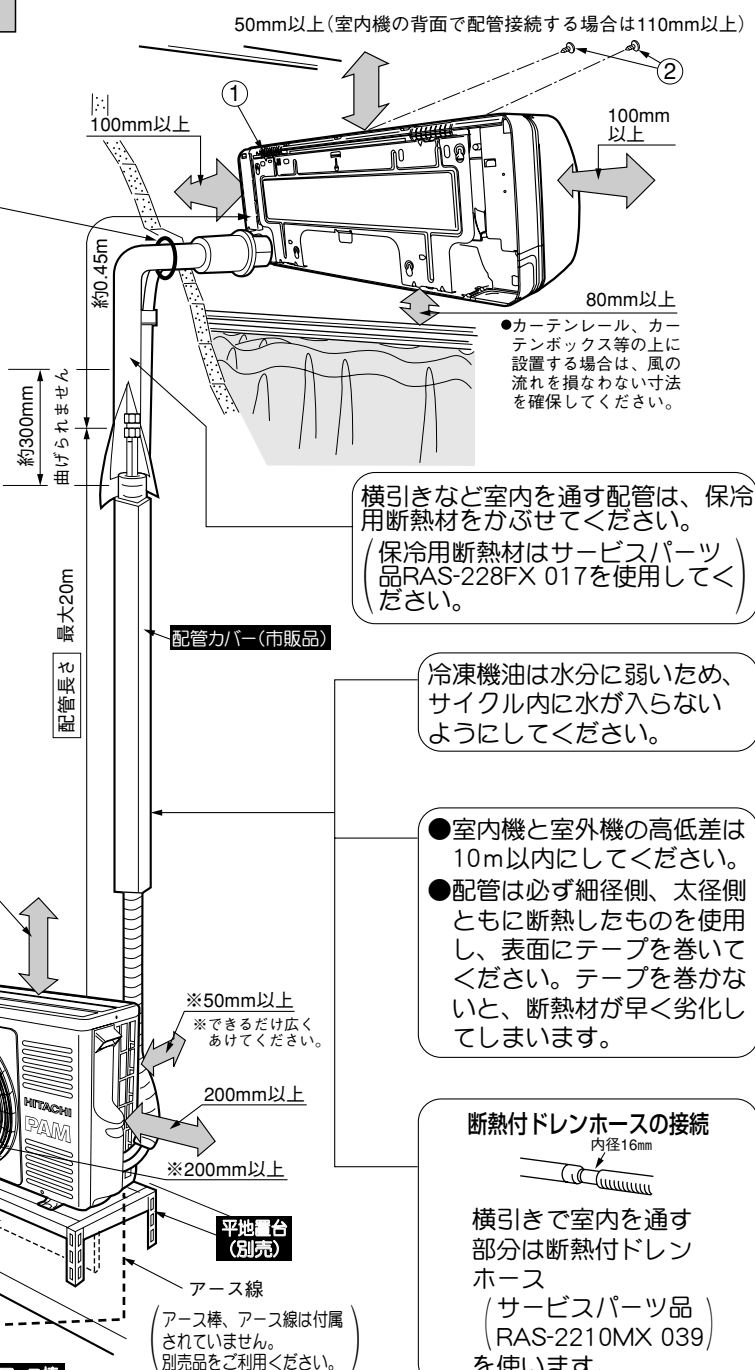 50mm以上(室内機の背面で配管接続する場合は110mm以上)
①
②
100mm以上
100mm
以上
約0.45m
80mm以上
●カーテンレール、カー
テンボックス等の上に
設置する場合は、風の
流れを損なわない寸法
を確保してください。
約300mm
曲げられません
横引きなど室内を通す配管は、保冷
用断熱材をかぶせてください。
(保冷用断熱材はサービスパーツ
品RAS-228FX 017を使用してく
ださい。)
配管長さ 最大20m
配管カバー(市販品)
冷凍機油は水分に弱いため、
サイクル内に水が入らない
ようにしてください。
●室内機と室外機の高低差は
10m以内にしてください。
●配管は必ず細径側、太径側
ともに断熱したものを使用
し、表面にテープを巻いて
ください。テープを巻かな
いと、断熱材が早く劣化し
てしまいます。
※50mm以上
※できるだけ広く
あけてください。
200mm以上
※200mm以上
HITACHI
PAM
平地置台
(別売)
アース線
(アース棒、アース線は付属
されていません。
別売品をご利用ください。)
断熱付ドレンホースの接続
内径16mm
横引きで室内を通す
部分は断熱付ドレン
ホース
(サービスパーツ品
RAS-2210MX 039)
を使います